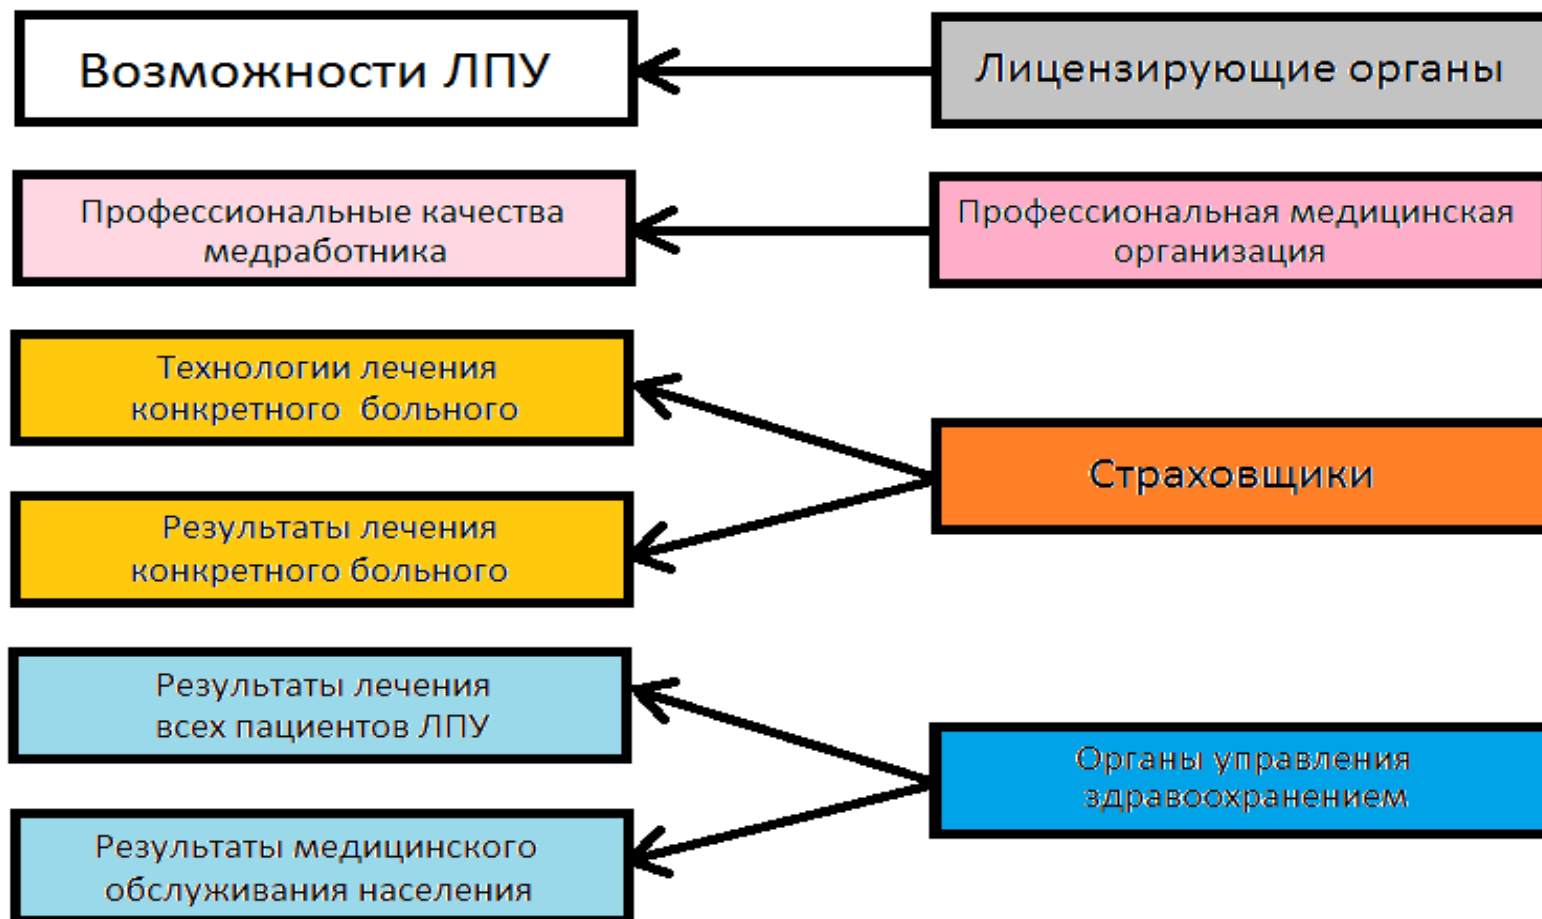 Возможности ЛПУ
Лицензирующие органы
Профессиональные качества
медработника
Профессиональная медицинская
организация
Технологии лечения
конкретного больного
Страховщики
Результаты лечения
конкретного больного
Результаты лечения
всех пациентов ЛПУ
Органы управления
здравоохранением
Результаты медицинского
обслуживания населения